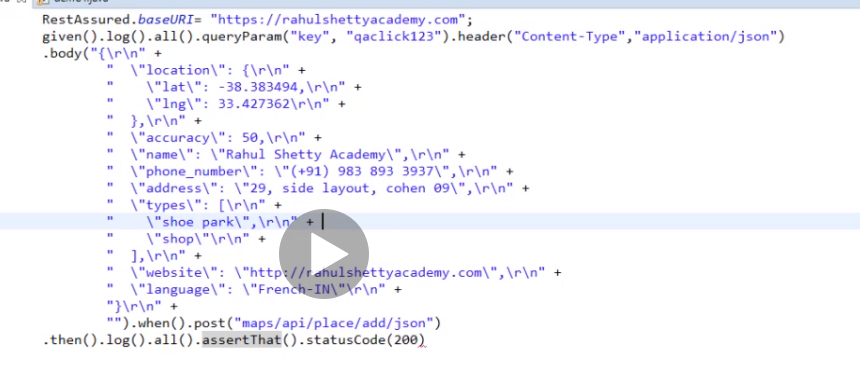 RestAssured.baseURI= "https://rahulshettyacademy.com";
given().log().all().queryParam("key", "qaclick123").header("Content-Type","application/json")
.body("{\r\n" +
"  \"location\": {\r\n" +
"    \"lat\": -38.383494,\r\n" +
"    \"lng\": 33.427362\r\n" +
"  },\r\n" +
"  \"accuracy\": 50,\r\n" +
"  \"name\": \"Rahul Shetty Academy\",\r\n" +
"  \"phone_number\": \"(+91) 983 893 3937\",\r\n" +
"  \"address\": \"29, side layout, cohen 09\",\r\n" +
"  \"types\": [\r\n" +
"    \"shoe park\",\r\n" +
"    \"shop\"\r\n" +
"  ],\r\n" +
"  \"website\": \"http://rahulshettyacademy.com\",\r\n" +
"  \"language\": \"French-IN\"\r\n" +
"}\r\n" +
"").when().post("maps/api/place/add/json")
.then().log().all().assertThat().statusCode(200)